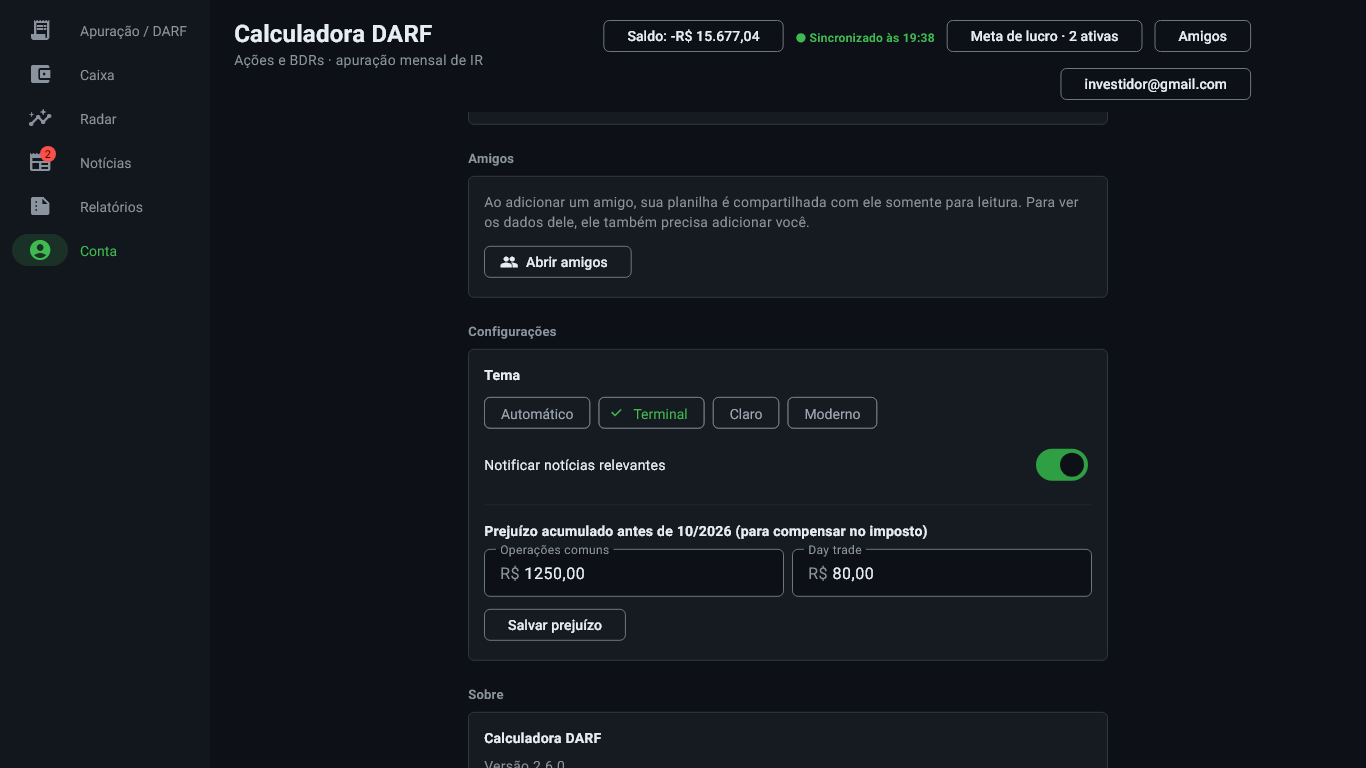 Apuração / DARF
Caixa
Radar
2
Notícias
Relatórios
Conta
Calculadora DARF
Ações e BDRs · apuração mensal de IR
Saldo: -R$ 15.677,04
Sincronizado às 19:38
Meta de lucro · 2 ativas
Amigos
investidor@gmail.com
Amigos
Ao adicionar um amigo, sua planilha é compartilhada com ele somente para leitura. Para ver
os dados dele, ele também precisa adicionar você.
Abrir amigos
Configurações
Tema
Automático
Terminal
Claro
Moderno
Notificar notícias relevantes
Prejuízo acumulado antes de 10/2026 (para compensar no imposto)
Operações comuns
R$ 1250,00
Day trade
R$ 80,00
Salvar prejuízo
Sobre
Calculadora DARF
Versão 2.6.0